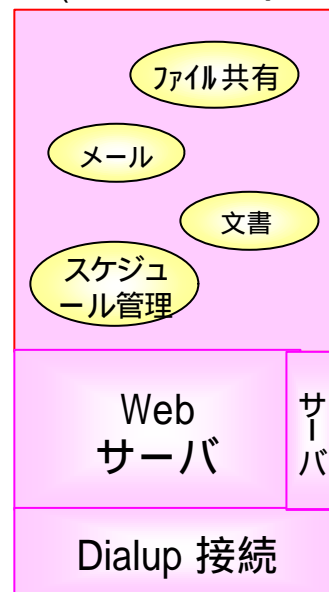 ﾌｧｲﾙ共有
メール
文書
スケジュ
ール管理
Web
サーバ
サーバ
Dialup 接続